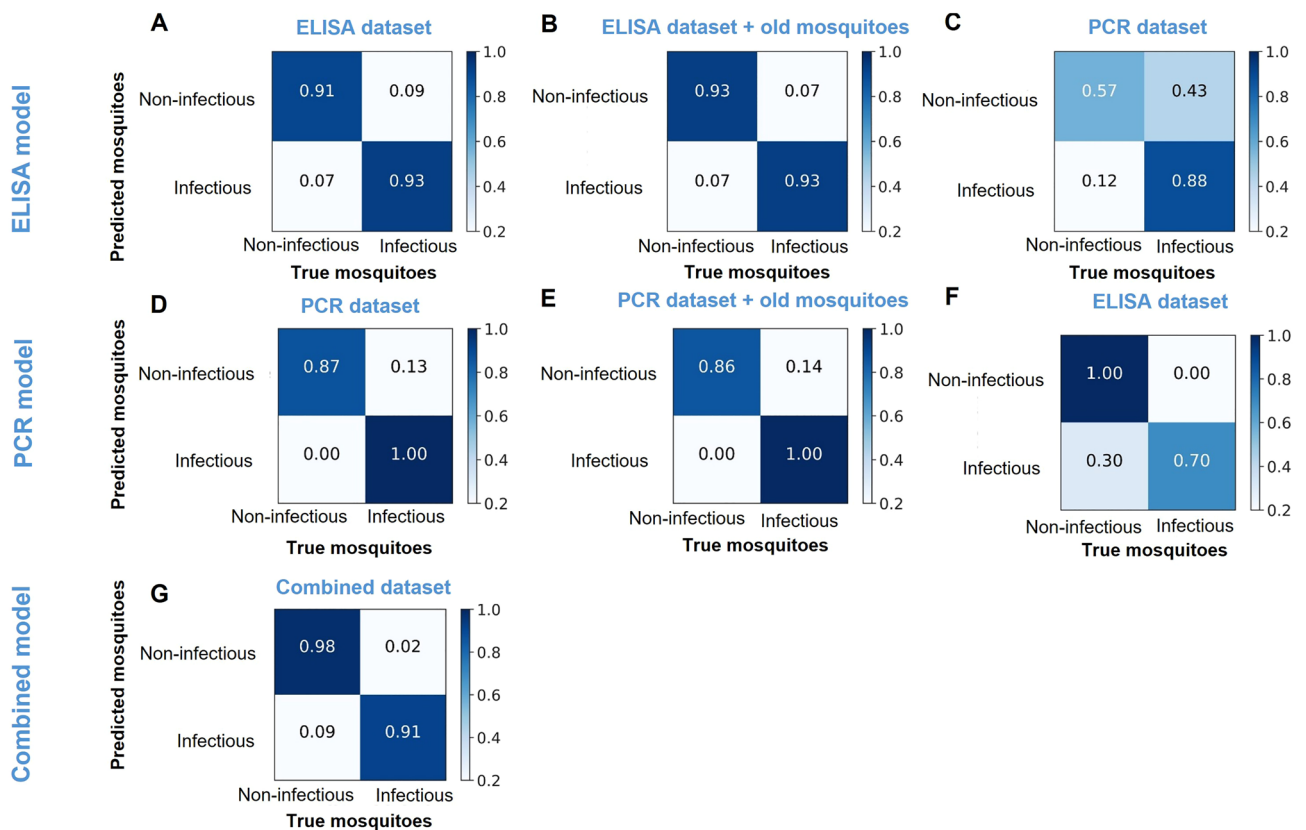 A
ELISA dataset
B
ELISA dataset + old mosquitoes
C
PCR dataset
ELISA model
Predicted mosquitoes
Non-infectious
Infectious
0.91
0.09
0.07
0.93
1.0
0.8
0.6
0.4
0.2
Non-infectious
Infectious
True mosquitoes
Non-infectious
Infectious
0.93
0.07
0.07
0.93
1.0
0.8
0.6
0.4
0.2
Non-infectious
Infectious
True mosquitoes
Non-infectious
Infectious
0.57
0.43
0.12
0.88
1.0
0.8
0.6
0.4
0.2
Non-infectious
Infectious
True mosquitoes
D
PCR dataset
E
PCR dataset + old mosquitoes
F
ELISA dataset
PCR model
Predicted mosquitoes
Non-infectious
Infectious
0.87
0.13
0.00
1.00
1.0
0.8
0.6
0.4
0.2
Non-infectious
Infectious
True mosquitoes
Non-infectious
Infectious
0.86
0.14
0.00
1.00
1.0
0.8
0.6
0.4
0.2
Non-infectious
Infectious
True mosquitoes
Non-infectious
Infectious
1.00
0.00
0.30
0.70
1.0
0.8
0.6
0.4
0.2
Non-infectious
Infectious
True mosquitoes
G
Combined dataset
Combined model
Predicted mosquitoes
Non-infectious
Infectious
0.98
0.02
0.09
0.91
1.0
0.8
0.6
0.4
0.2
Non-infectious
Infectious
True mosquitoes